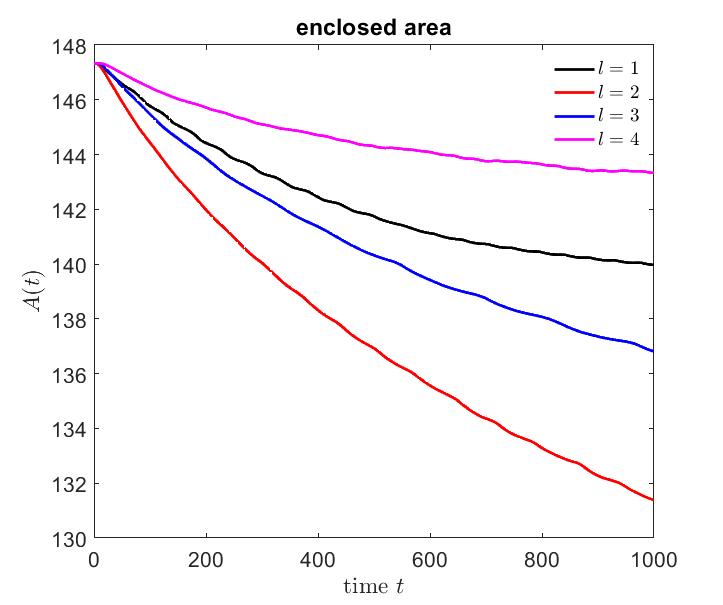 enclosed area
148
146
144
142
140
138
136
134
132
130
A(t)
l = 1
l = 2
l = 3
l = 4
0 200 400 600 800 1000
time t